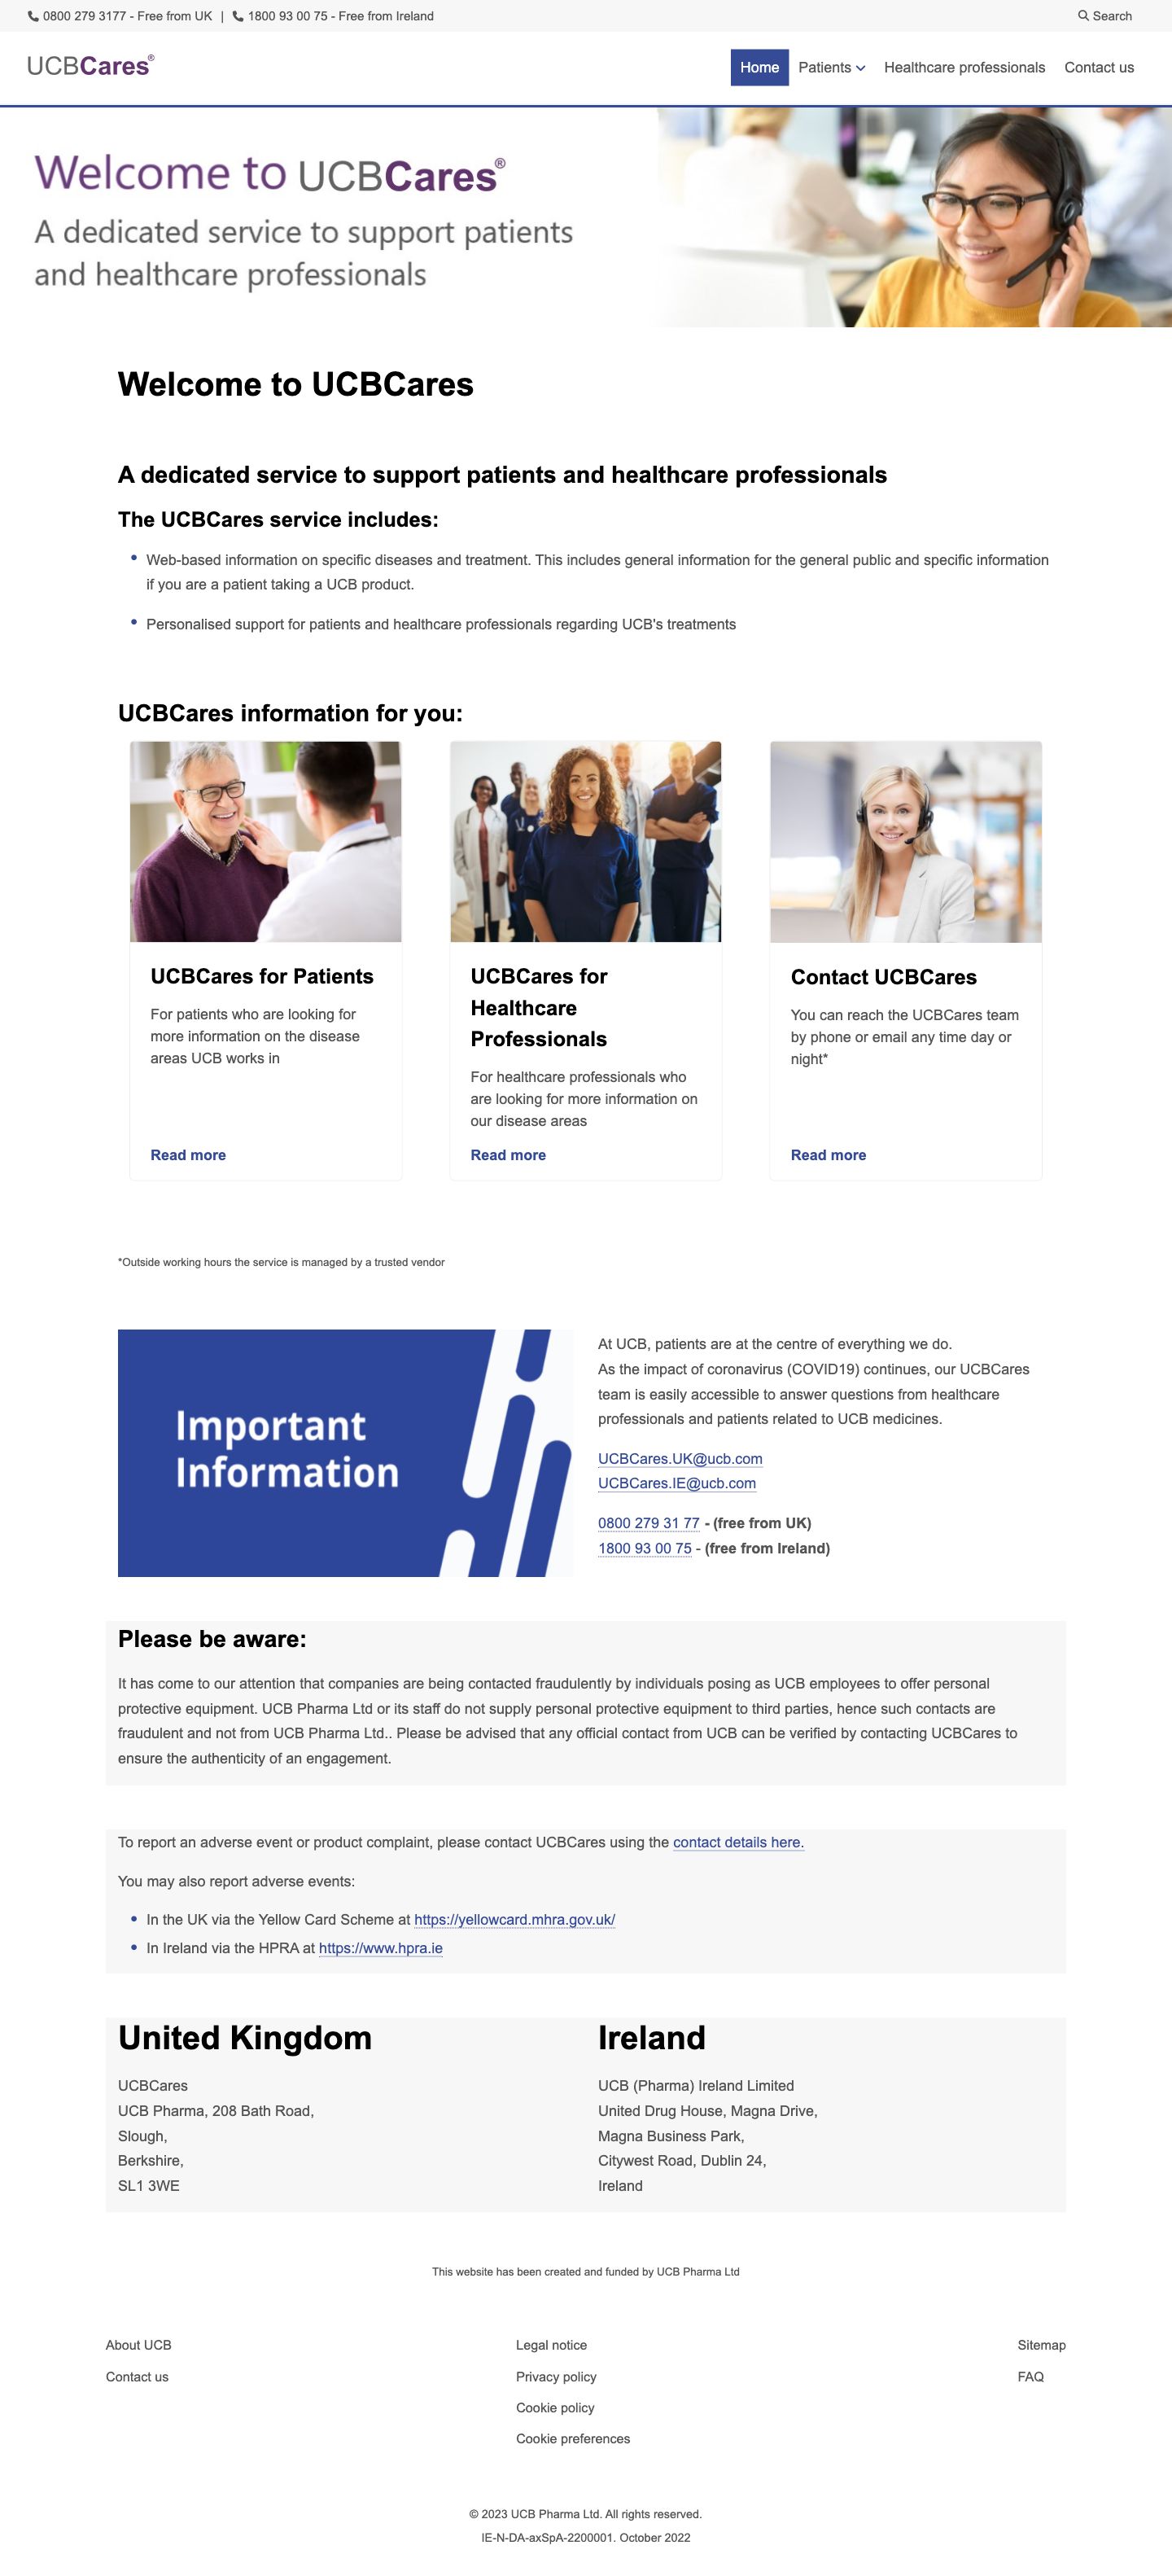 0800 279 3177 - Free from UK | 1800 93 00 75 - Free from Ireland
Search
UCBCares®
Home Patients Healthcare professionals Contact us
Welcome to UCBCares®
A dedicated service to support patients
and healthcare professionals
Welcome to UCBCares
A dedicated service to support patients and healthcare professionals
The UCBCares service includes:
• Web-based information on specific diseases and treatment. This includes general information for the general public and specific information
if you are a patient taking a UCB product.
• Personalised support for patients and healthcare professionals regarding UCB's treatments
UCBCares information for you:
UCBCares for Patients
For patients who are looking for
more information on the disease
areas UCB works in
Read more
UCBCares for
Healthcare
Professionals
For healthcare professionals who
are looking for more information on
our disease areas
Read more
Contact UCBCares
You can reach the UCBCares team
by phone or email any time day or
night*
Read more
*Outside working hours the service is managed by a trusted vendor
Important
Information
At UCB, patients are at the centre of everything we do.
As the impact of coronavirus (COVID19) continues, our UCBCares
team is easily accessible to answer questions from healthcare
professionals and patients related to UCB medicines.
UCBCares.UK@ucb.com
UCBCares.IE@ucb.com
0800 279 31 77 - (free from UK)
1800 93 00 75 - (free from Ireland)
Please be aware:
It has come to our attention that companies are being contacted fraudulently by individuals posing as UCB employees to offer personal
protective equipment. UCB Pharma Ltd or its staff do not supply personal protective equipment to third parties, hence such contacts are
fraudulent and not from UCB Pharma Ltd.. Please be advised that any official contact from UCB can be verified by contacting UCBCares to
ensure the authenticity of an engagement.
To report an adverse event or product complaint, please contact UCBCares using the contact details here.
You may also report adverse events:
• In the UK via the Yellow Card Scheme at https://yellowcard.mhra.gov.uk/
• In Ireland via the HPRA at https://www.hpra.ie
United Kingdom
UCBCares
UCB Pharma, 208 Bath Road,
Slough,
Berkshire,
SL1 3WE
Ireland
UCB (Pharma) Ireland Limited
United Drug House, Magna Drive,
Magna Business Park,
Citywest Road, Dublin 24,
Ireland
This website has been created and funded by UCB Pharma Ltd
About UCB
Contact us
Legal notice
Privacy policy
Cookie policy
Cookie preferences
Sitemap
FAQ
© 2023 UCB Pharma Ltd. All rights reserved.
IE-N-DA-axSpA-2200001. October 2022